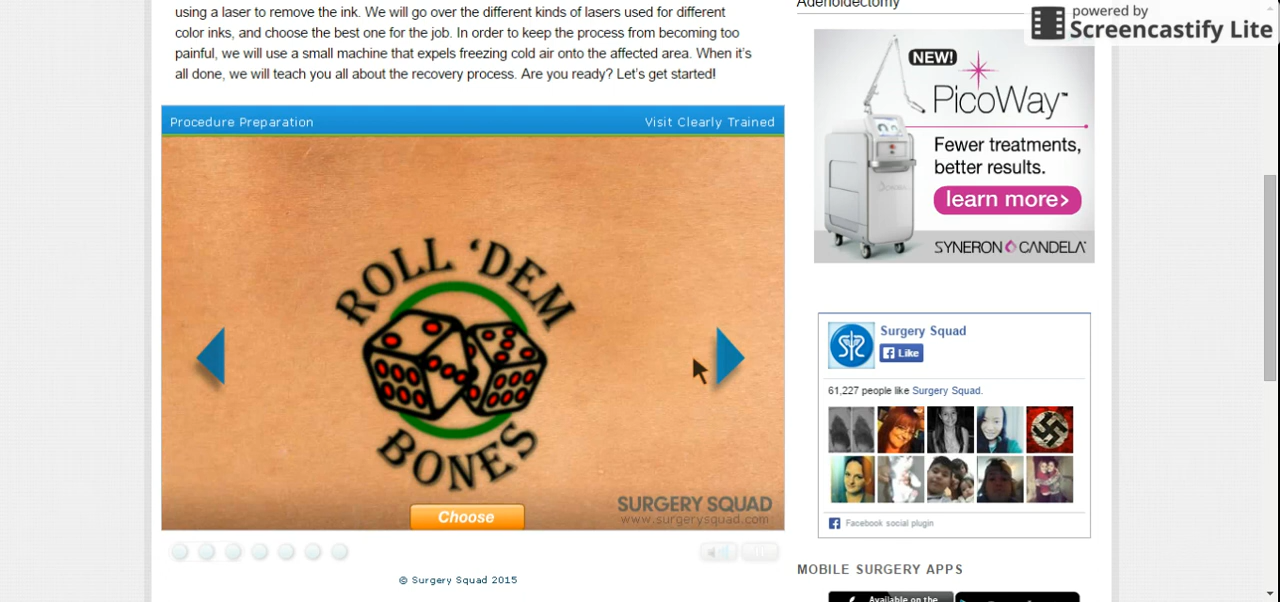 using a laser to remove the ink. We will go over the different kinds of lasers used for different
color inks, and choose the best one for the job. In order to keep the process from becoming too
painful, we will use a small machine that expels freezing cold air onto the affected area. When it's
all done, we will teach you all about the recovery process. Are you ready? Let's get started!
Procedure Preparation
Visit Clearly Trained
ROLL 'DEM
BONES
Choose
SURGERY SQUAD
www.surgerysquad.com
© Surgery Squad 2015
Adenoidectomy
powered by
Screencastify Lite
NEW!
PicoWay™
Fewer treatments,
better results.
learn more>
SYNERON CANDELA
Surgery Squad
Like
61,227 people like Surgery Squad.
Facebook social plugin
MOBILE SURGERY APPS
Available on the